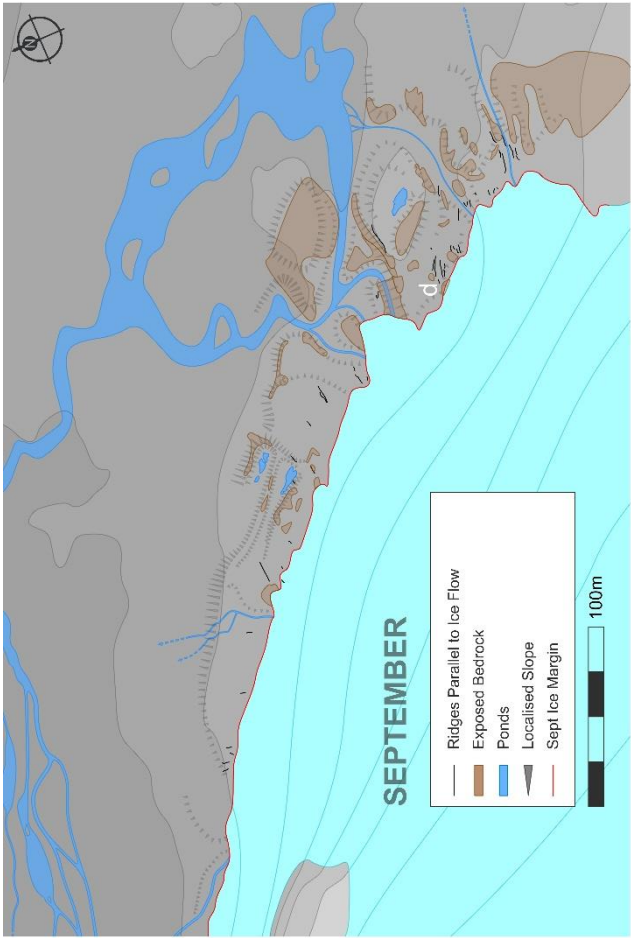 N
d
SEPTEMBER
Ridges Parallel to Ice Flow
Exposed Bedrock
Ponds
Localised Slope
Sept Ice Margin
100m